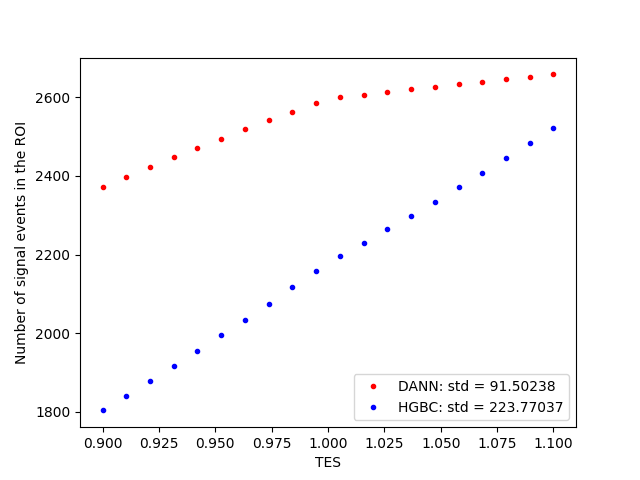 Number of signal events in the ROI
2600
2400
2200
2000
1800
DANN: std = 91.50238
HGBC: std = 223.77037
0.900 0.925 0.950 0.975 1.000 1.025 1.050 1.075 1.100
TES